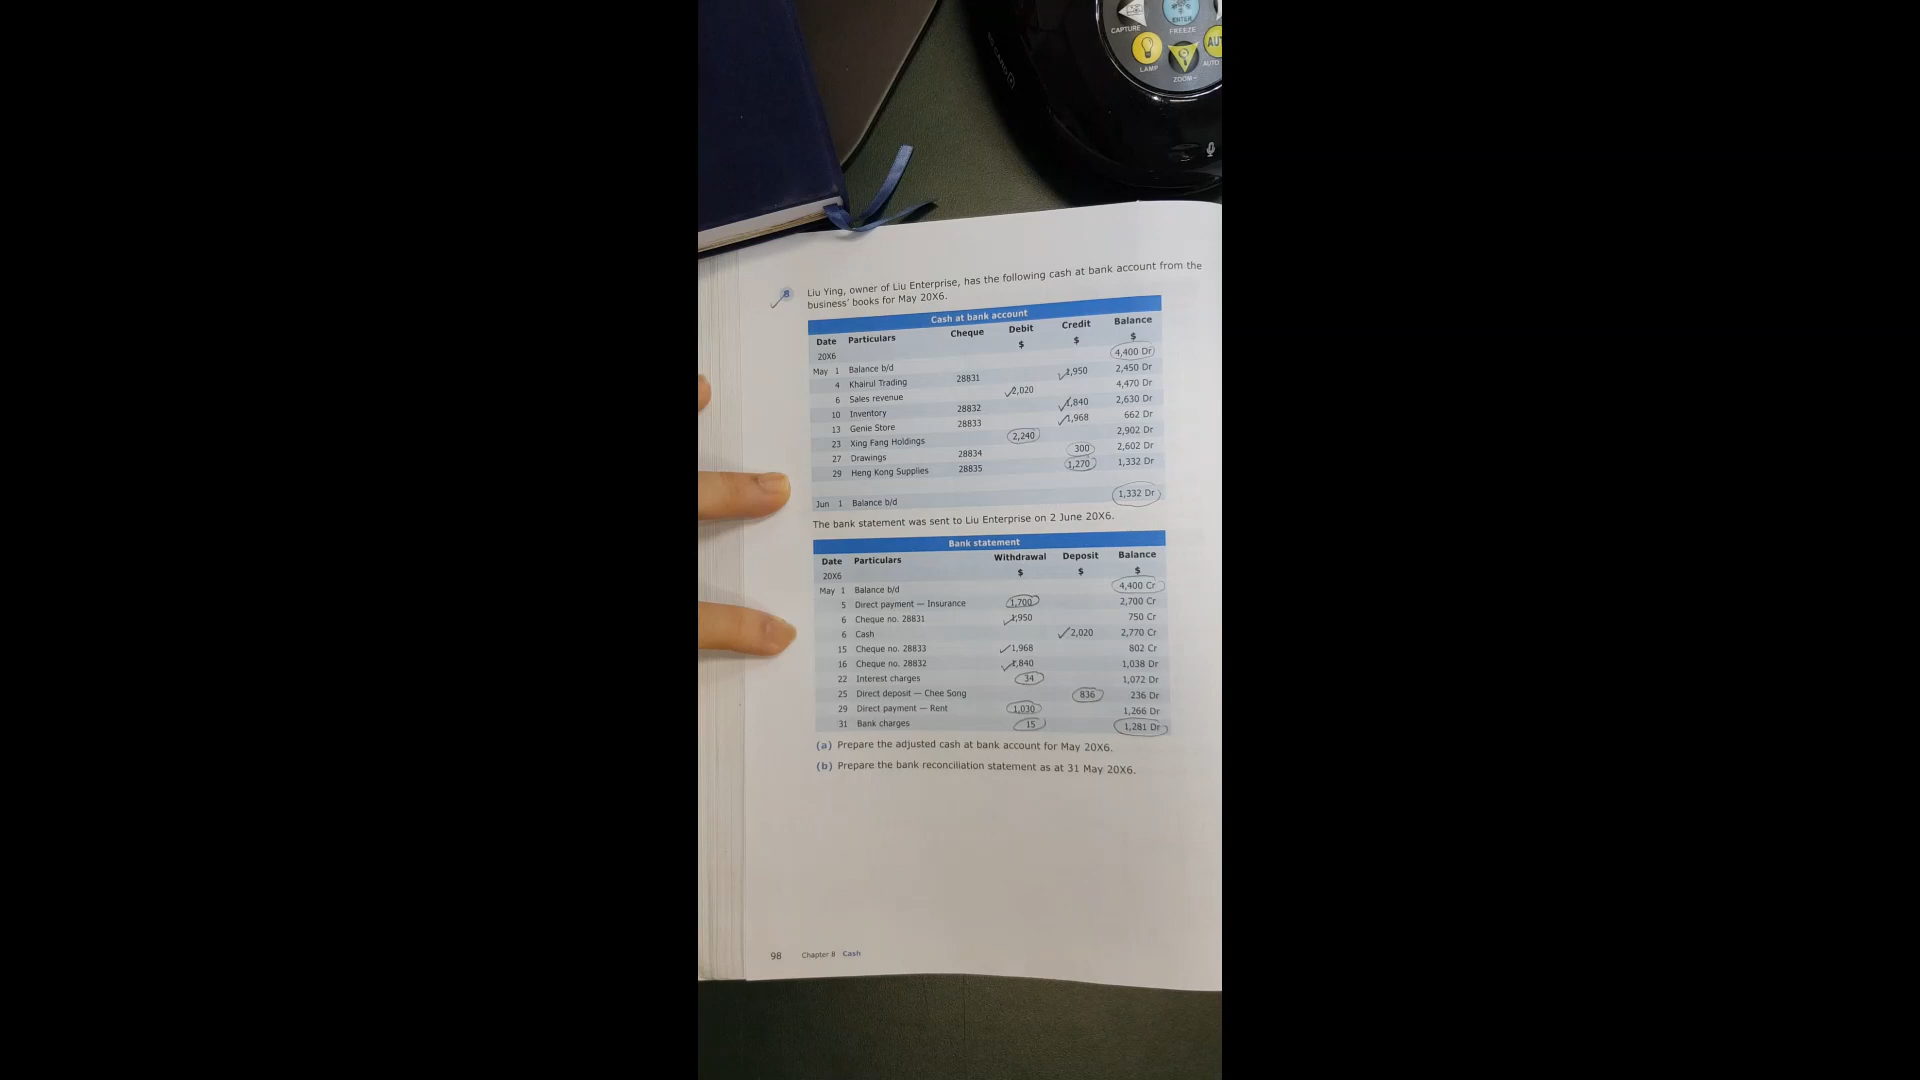 CAPTURE
ENTER
FREEZE
AU
LAMP
ZOOM -
AUTO
8 Liu Ying, owner of Liu Enterprise, has the following cash at bank account from the
business' books for May 20X6.
Cash at bank account
Date Particulars Cheque Debit Credit Balance
20X6 $ $ $
May 1 Balance b/d 4,400 Dr
4 Khairul Trading 28831 1,950 2,450 Dr
6 Sales revenue 2,020 4,470 Dr
10 Inventory 28832 1,840 2,630 Dr
13 Genie Store 28833 1,968 662 Dr
23 Xing Fang Holdings 2,240 2,902 Dr
27 Drawings 28834 300 2,602 Dr
29 Heng Kong Supplies 28835 1,270 1,332 Dr
Jun 1 Balance b/d 1,332 Dr
The bank statement was sent to Liu Enterprise on 2 June 20X6.
Bank statement
Date Particulars Withdrawal Deposit Balance
20X6 $ $ $
May 1 Balance b/d 4,400 Cr
5 Direct payment — Insurance 1,700 2,700 Cr
6 Cheque no. 28831 1,950 750 Cr
6 Cash 2,020 2,770 Cr
15 Cheque no. 28833 1,968 802 Cr
16 Cheque no. 28832 1,840 1,038 Dr
22 Interest charges 34 1,072 Dr
25 Direct deposit — Chee Song 836 236 Dr
29 Direct payment — Rent 1,030 1,266 Dr
31 Bank charges 15 1,281 Dr
(a) Prepare the adjusted cash at bank account for May 20X6.
(b) Prepare the bank reconciliation statement as at 31 May 20X6.
98 Chapter 8 Cash